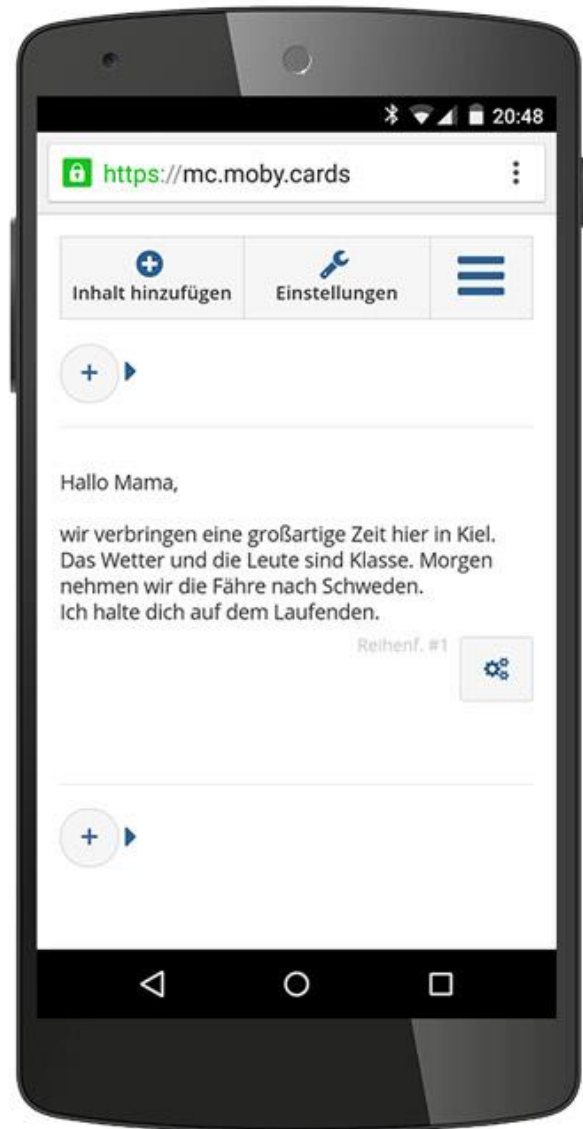 20:48
https://mc.moby.cards
Inhalt hinzufügen
Einstellungen
Hallo Mama,
wir verbringen eine großartige Zeit hier in Kiel.
Das Wetter und die Leute sind Klasse. Morgen
nehmen wir die Fähre nach Schweden.
Ich halte dich auf dem Laufenden.
Reihenf. #1